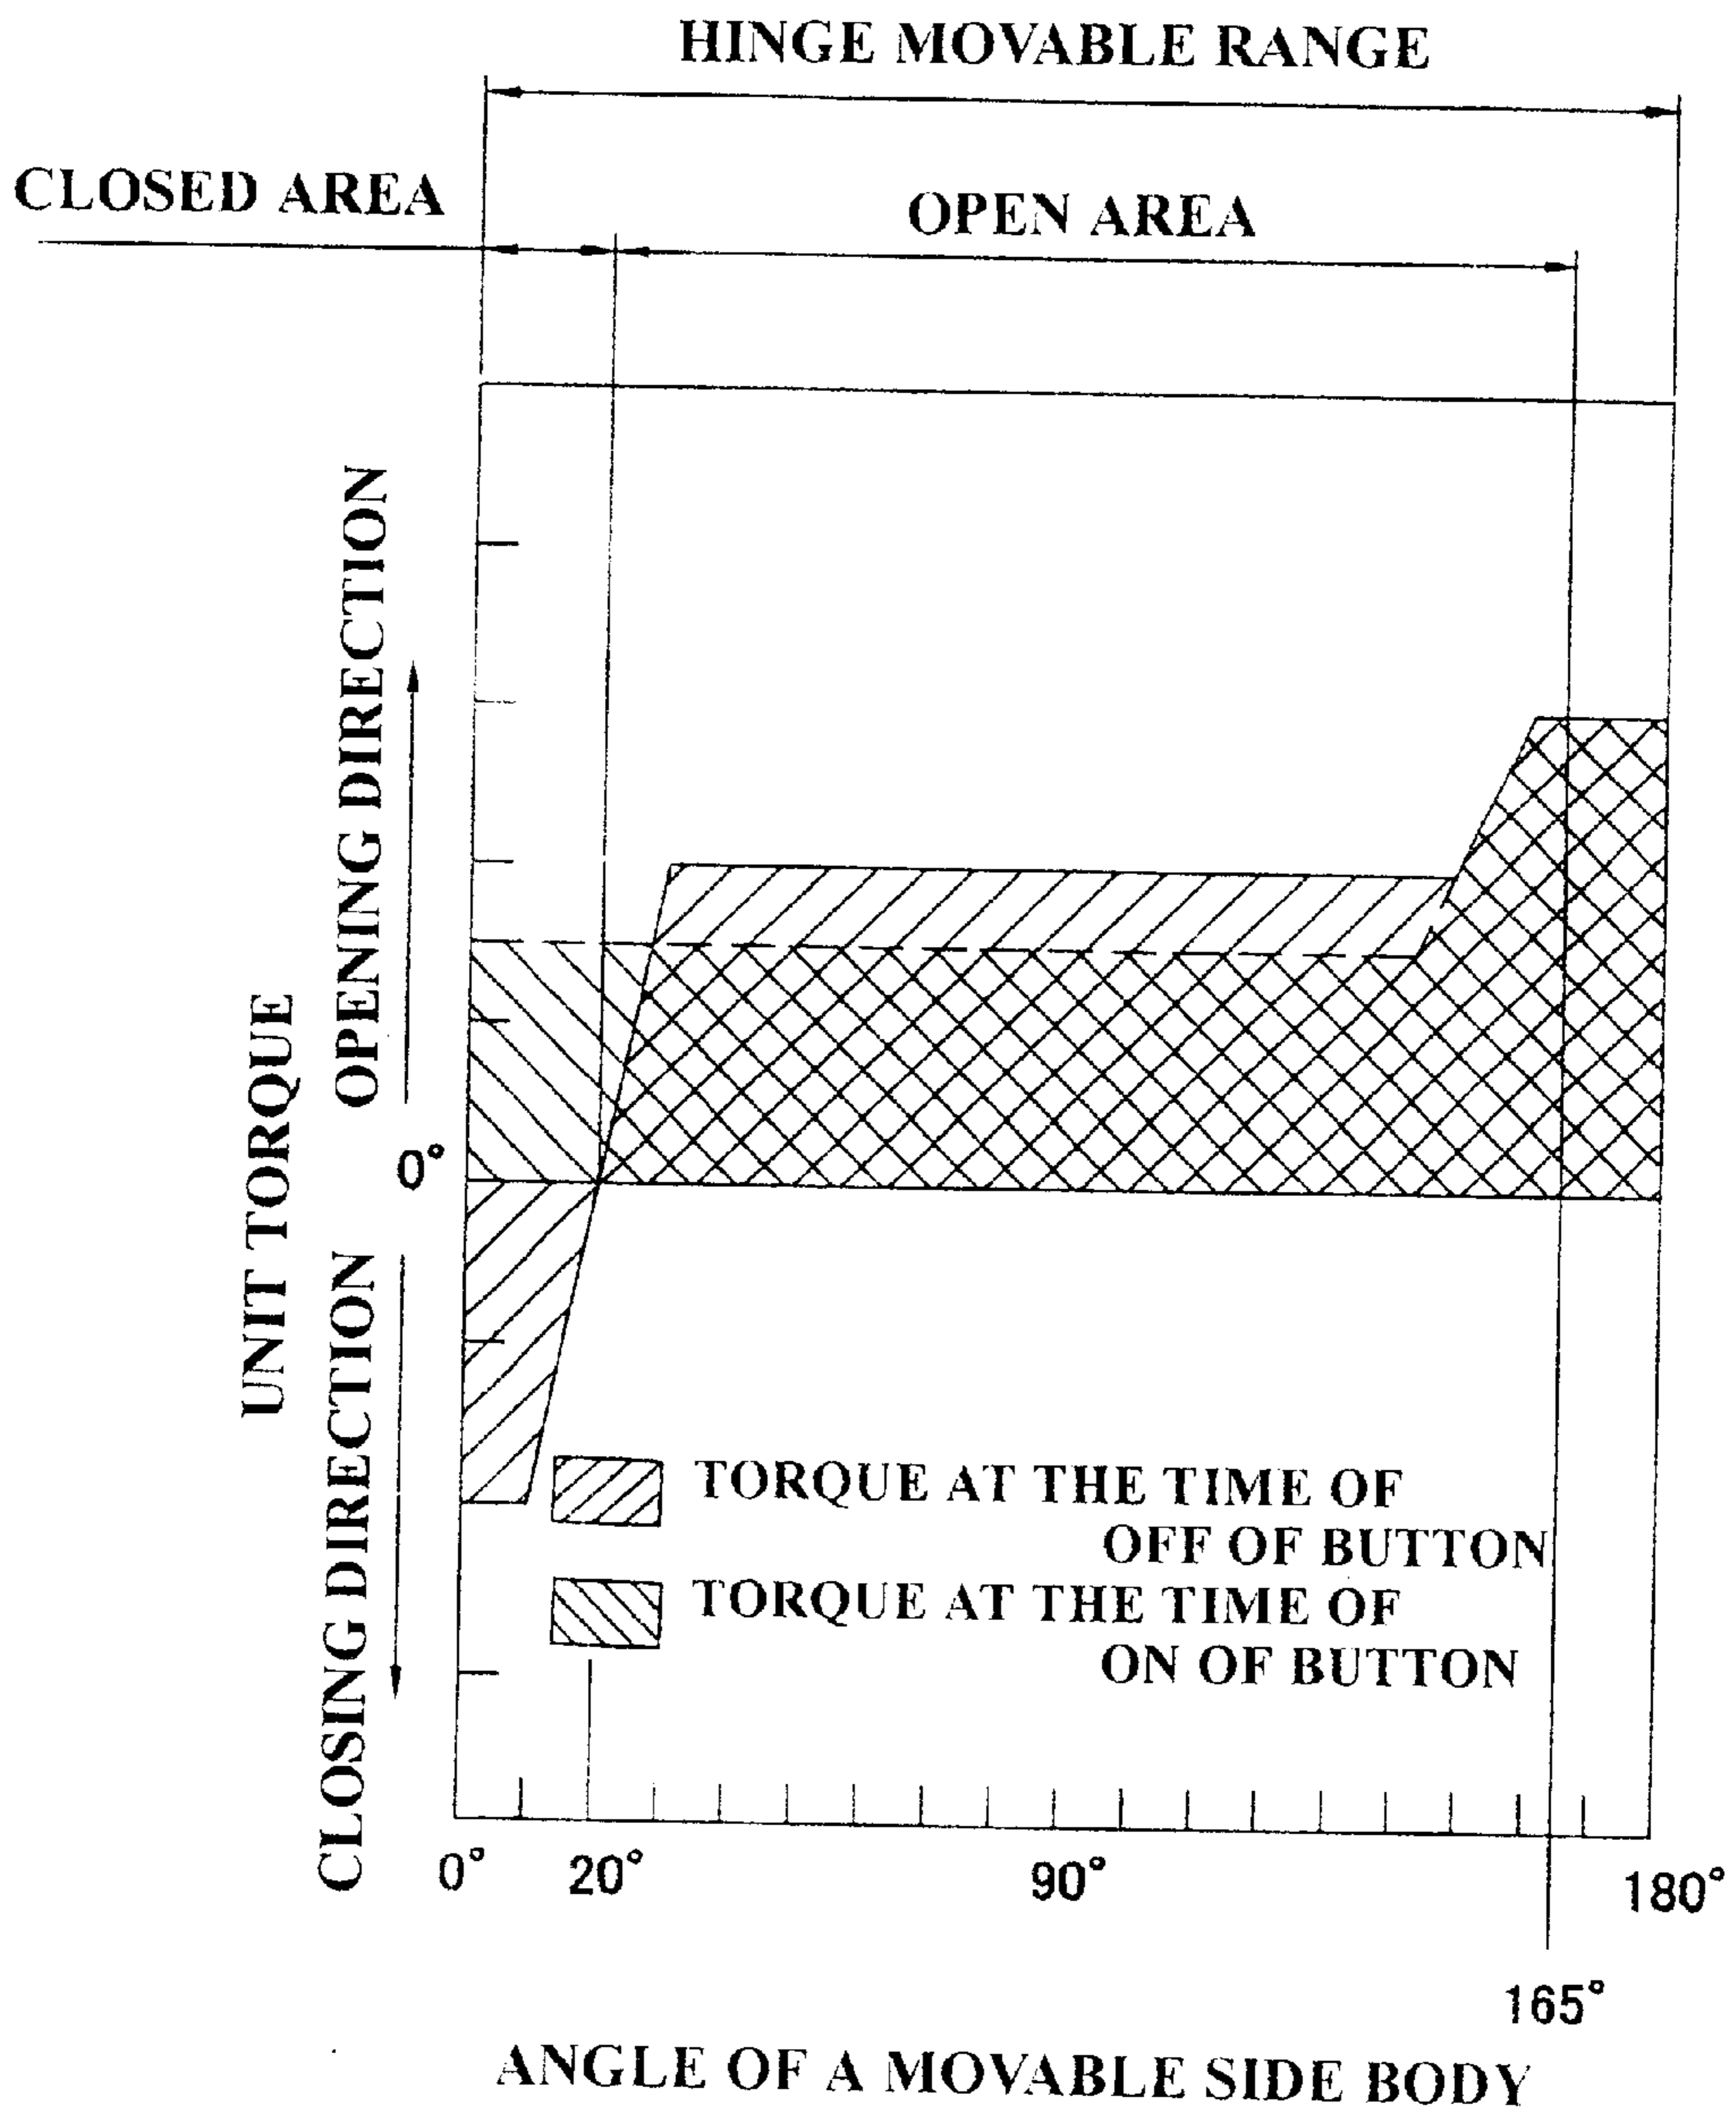 HINGE MOVABLE RANGE
CLOSED AREA
OPEN AREA
UNIT TORQUE
OPENING DIRECTION
0°
CLOSING DIRECTION
TORQUE AT THE TIME OF
OFF OF BUTTON
TORQUE AT THE TIME OF
ON OF BUTTON
0°
20°
90°
180°
165°
ANGLE OF A MOVABLE SIDE BODY